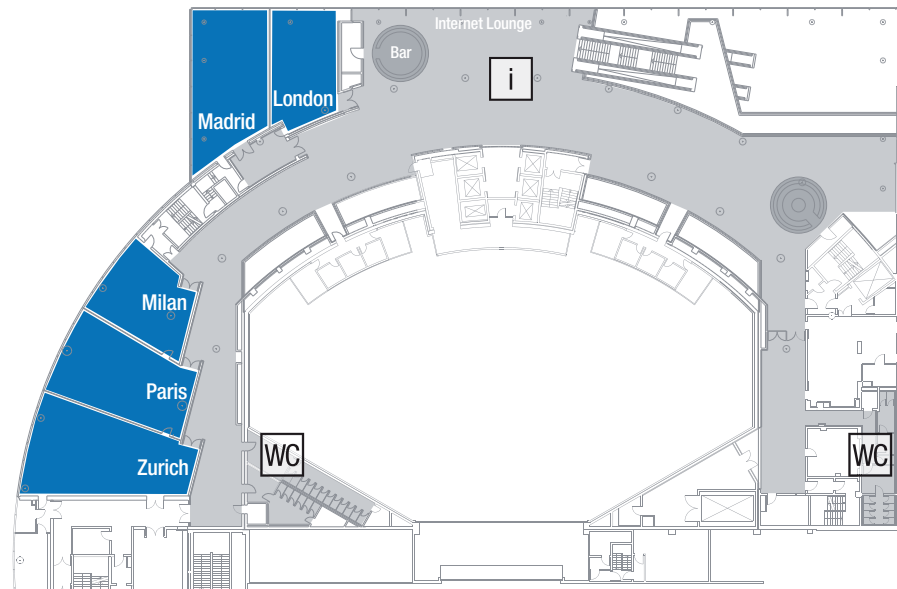 Internet Lounge
Bar
i
London
Madrid
Milan
Paris
Zurich
WC
WC